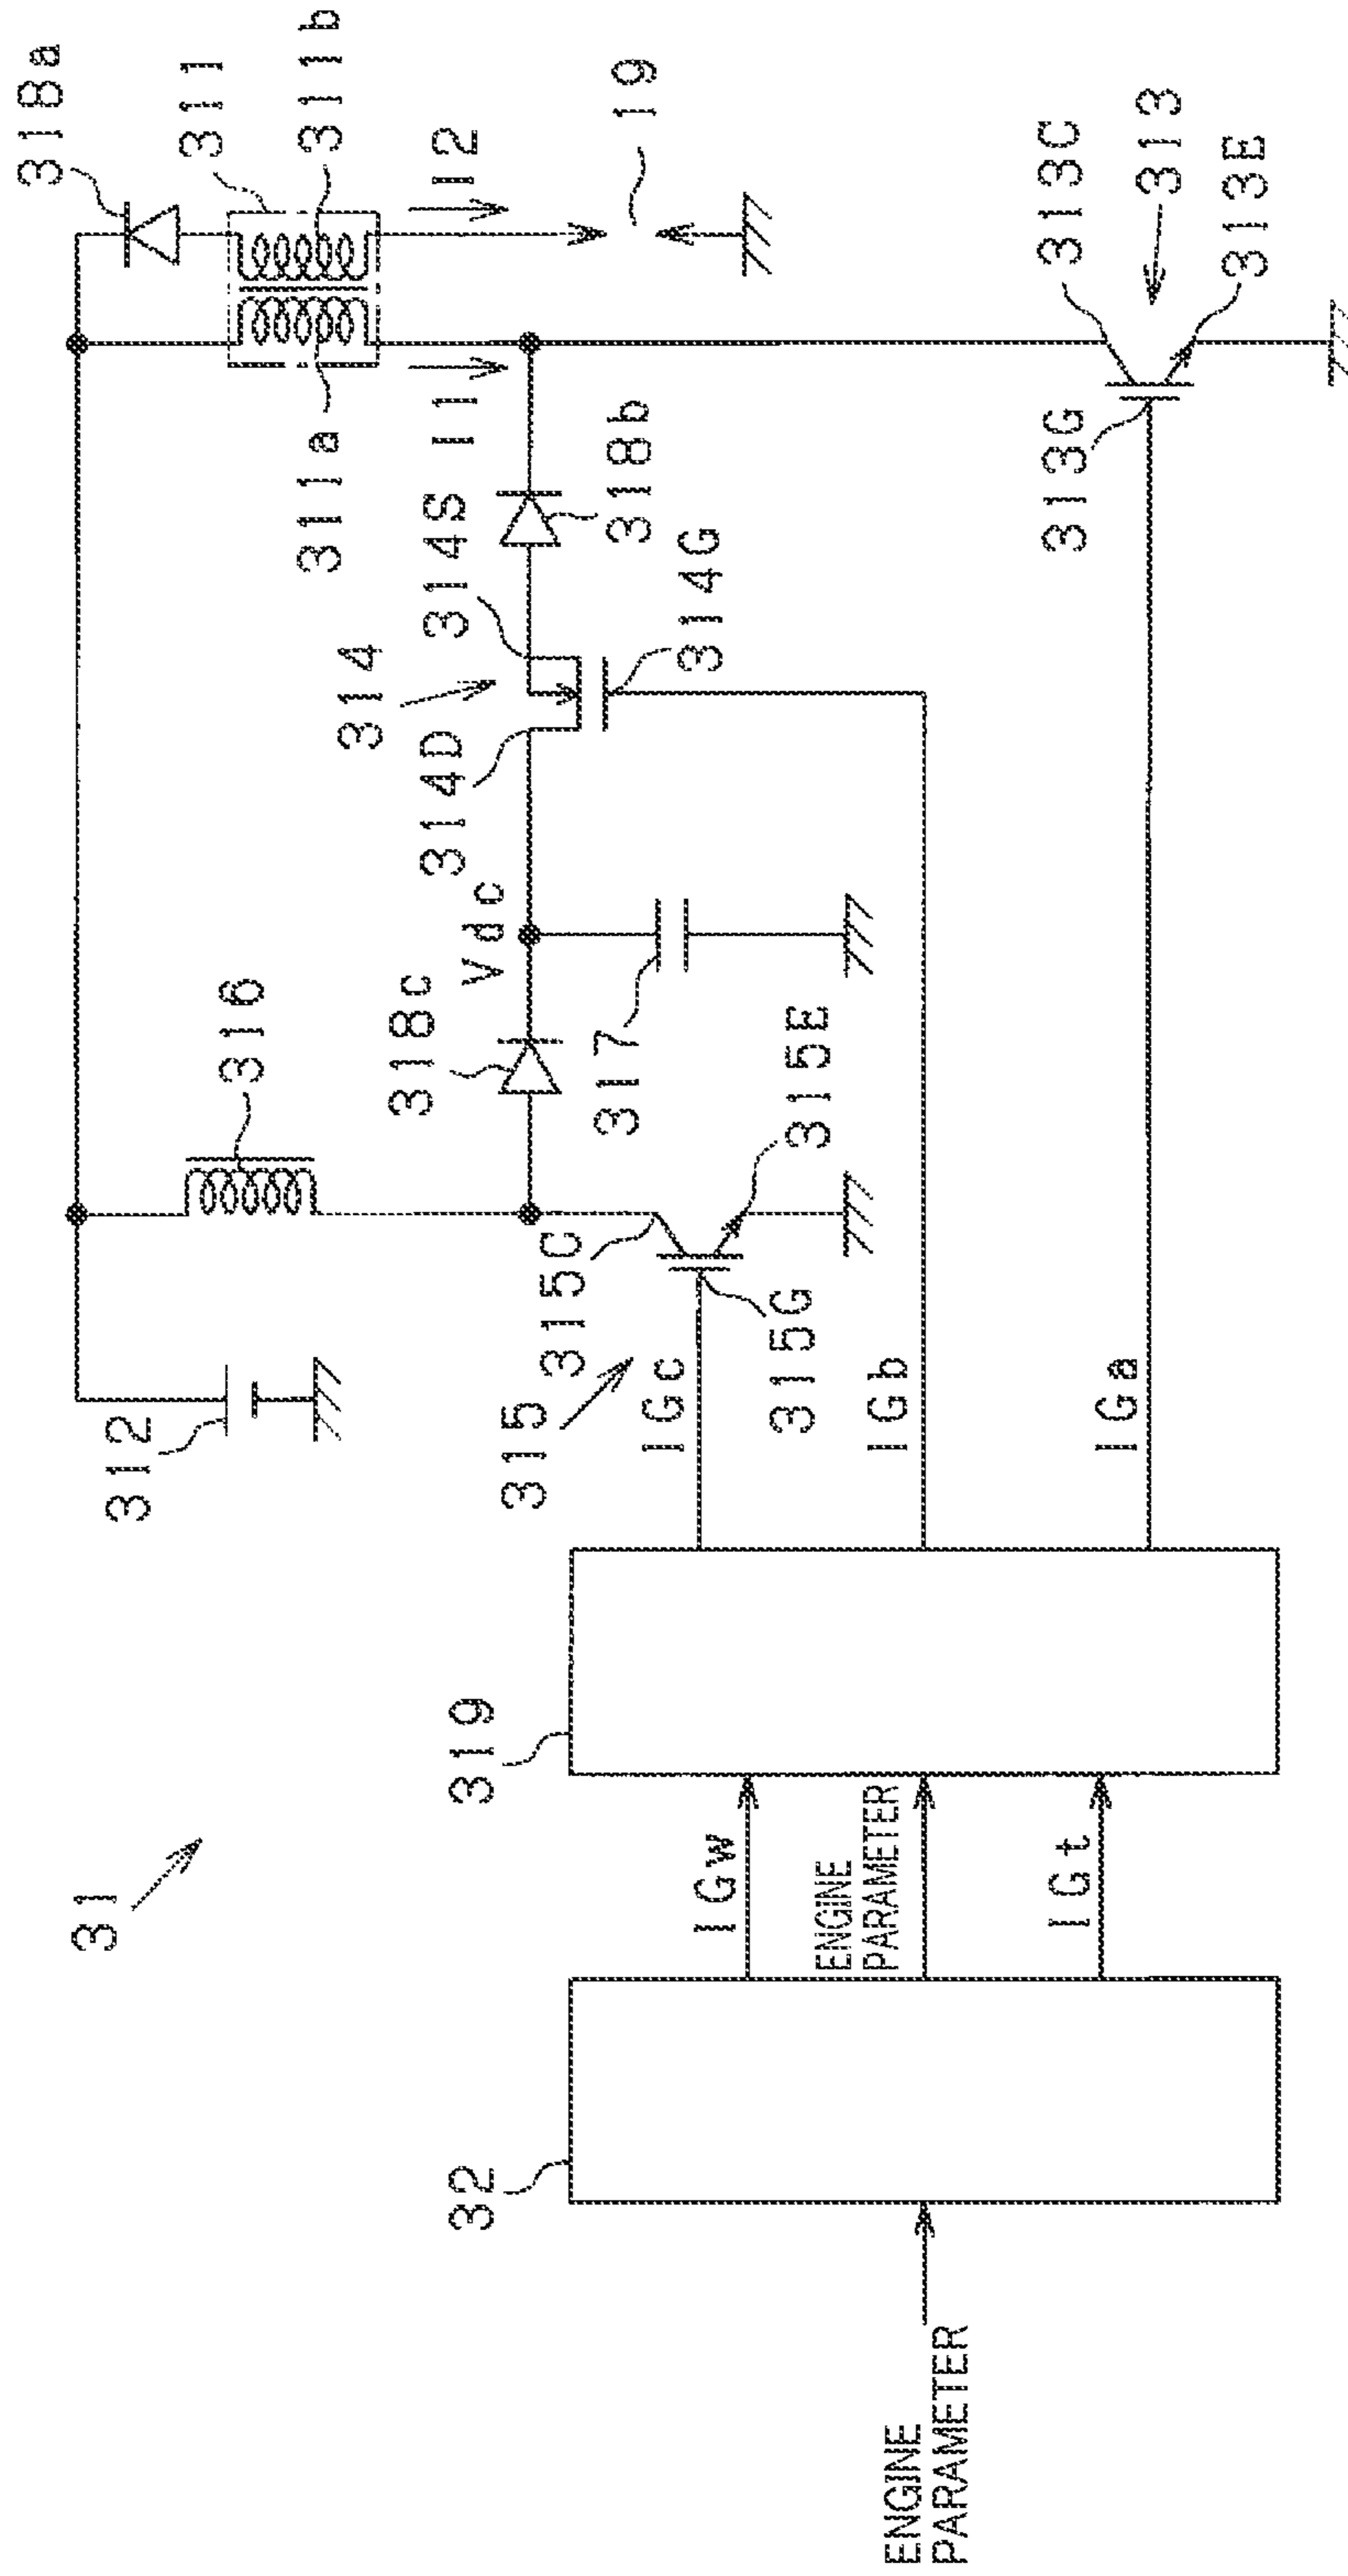 31
312
316
318a
311
311b
311a
I2
19
I1
314
314S
318b
314D
314G
Vdc
318c
317
315
315C
315E
315G
313C
313
313E
313G
IGc
IGb
IGa
319
IGw
ENGINE
PARAMETER
IGt
32
ENGINE
PARAMETER